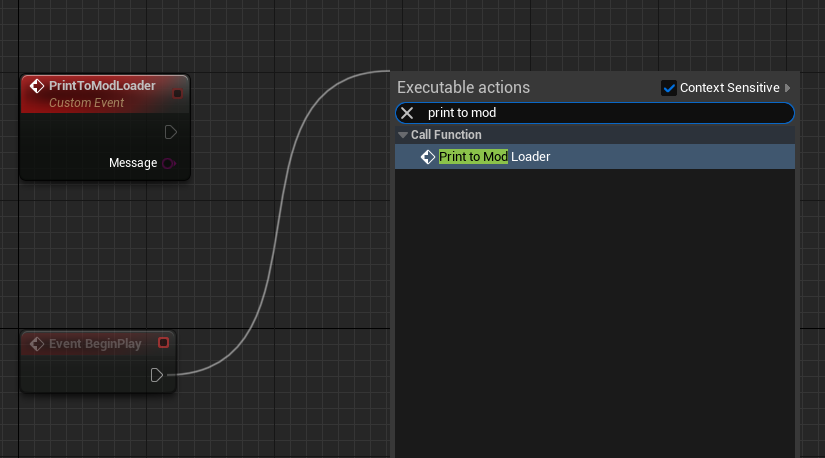 PrintToModLoader
Custom Event
Message
Event BeginPlay
Executable actions
Context Sensitive
print to mod
Call Function
Print to Mod Loader